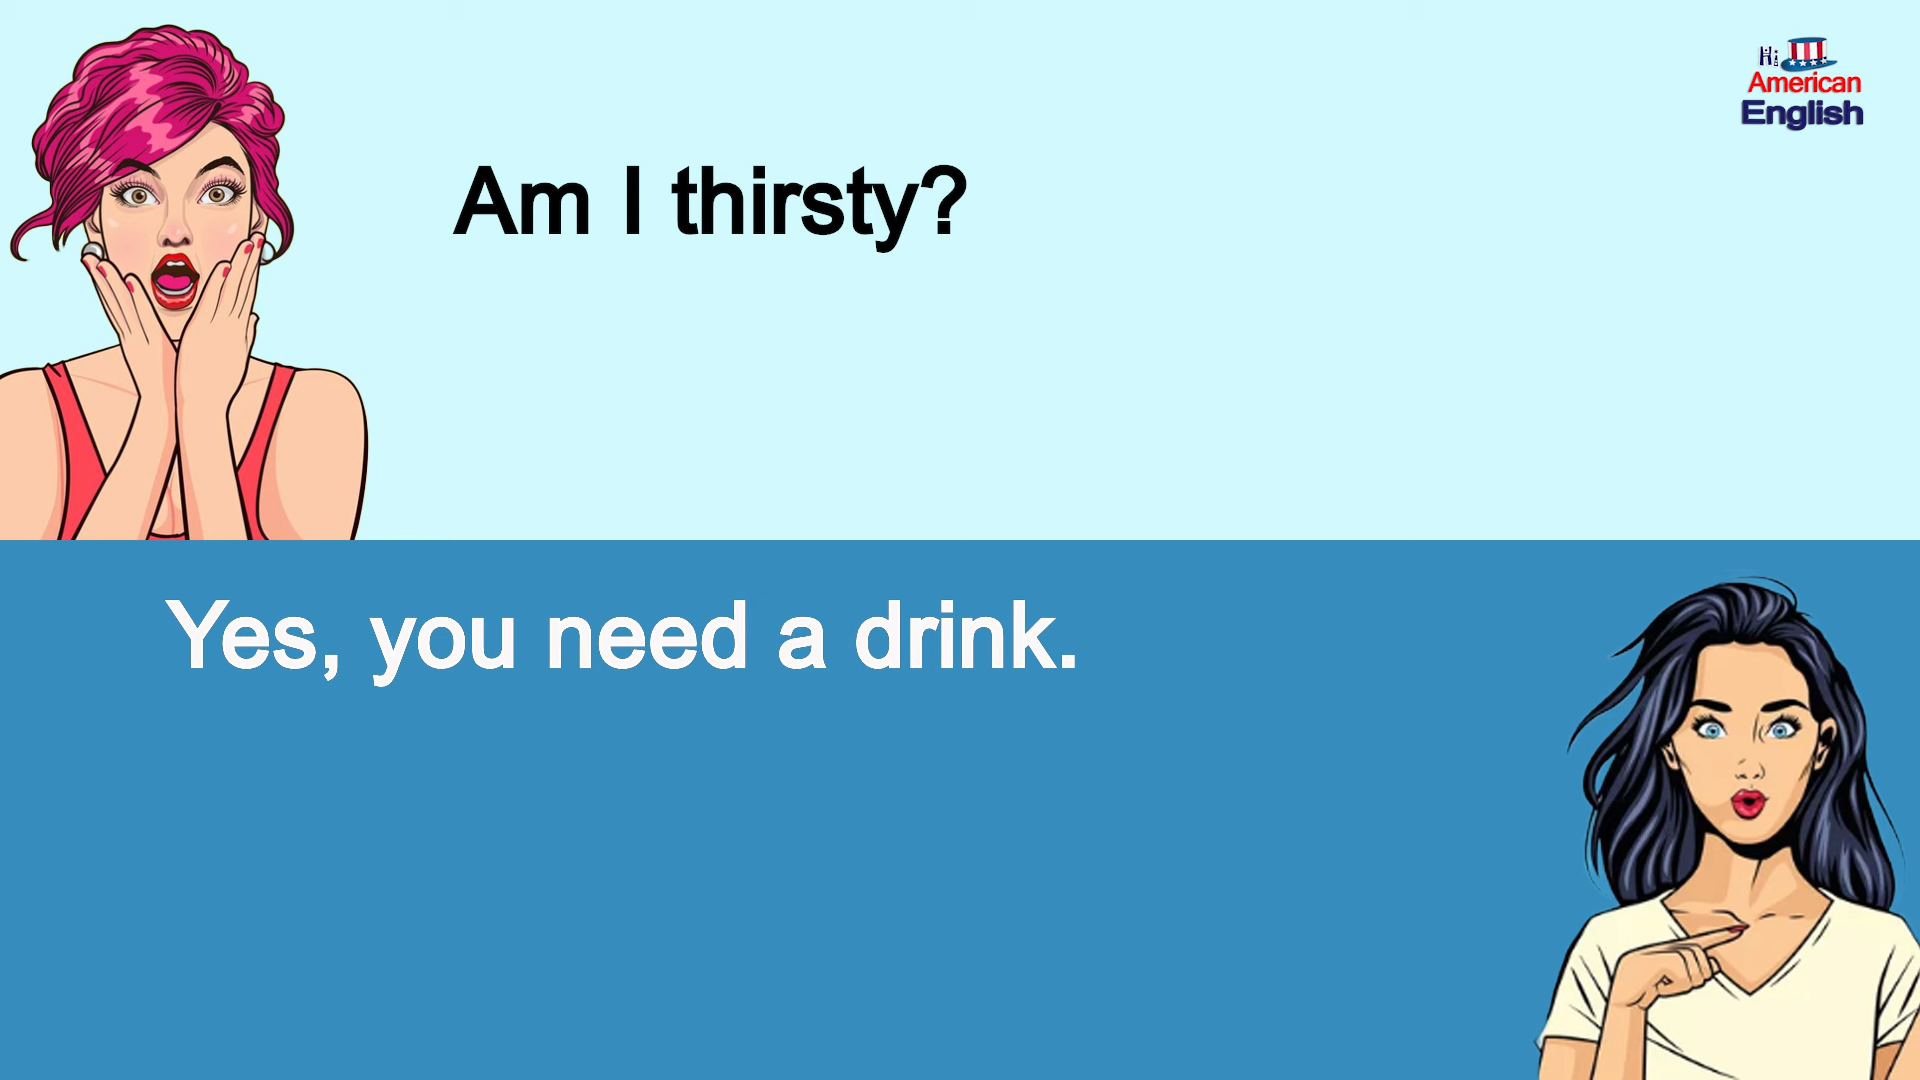 Hi
American
English
Am I thirsty?
Yes, you need a drink.